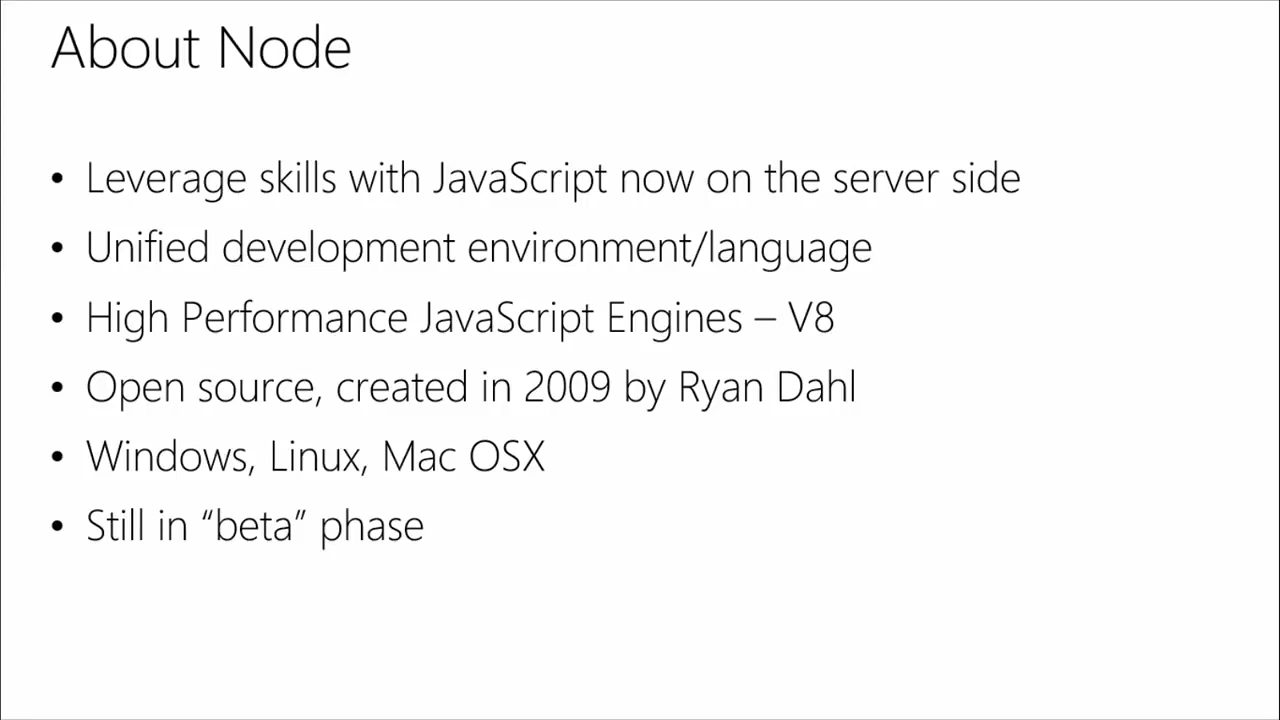 About Node
• Leverage skills with JavaScript now on the server side
• Unified development environment/language
• High Performance JavaScript Engines – V8
• Open source, created in 2009 by Ryan Dahl
• Windows, Linux, Mac OSX
• Still in “beta” phase